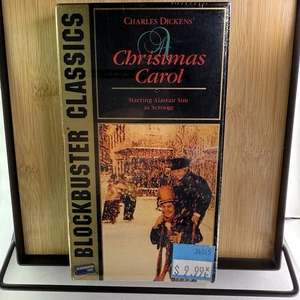 BLOCKBUSTER CLASSICS
CHARLES DICKENS'
A
Christmas
Carol
Starring Alastair Sim
as Scrooge
$ 9.99